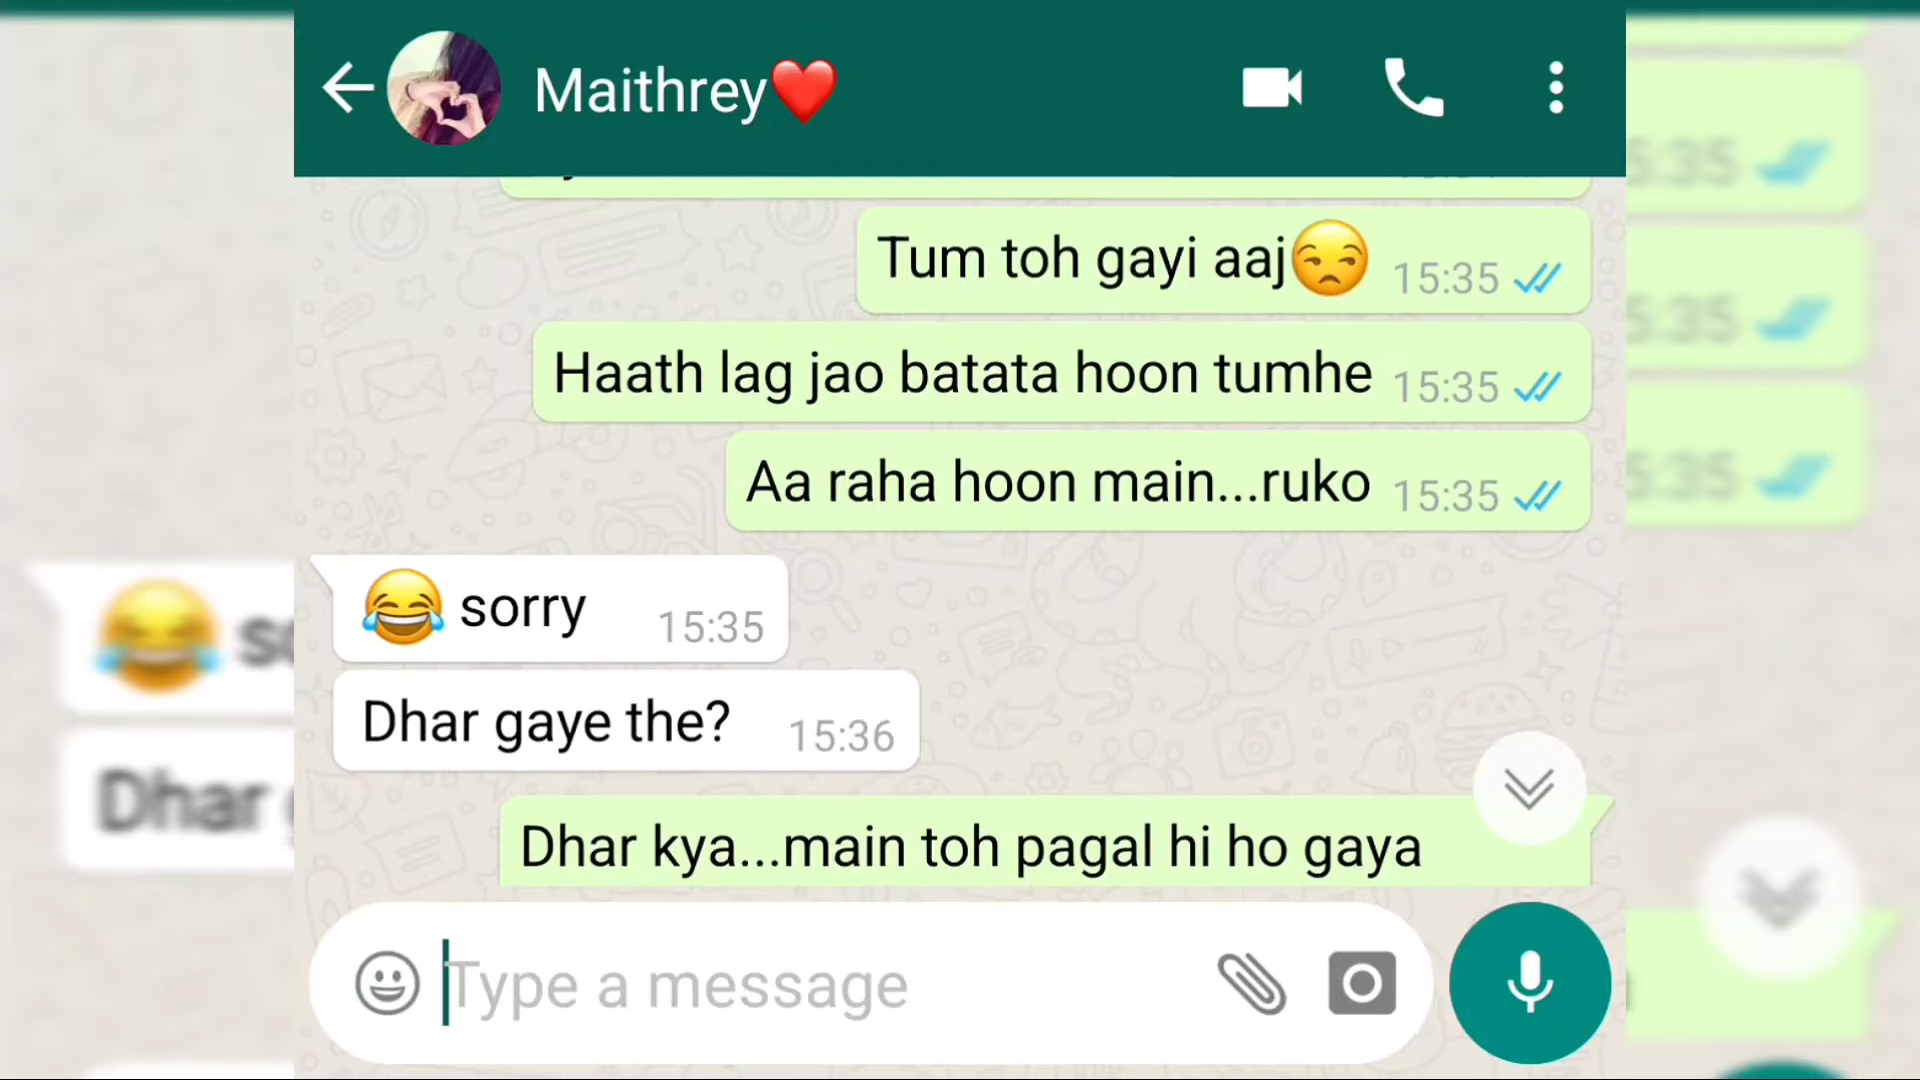 Maithrey❤️
Tum toh gayi aaj😒 15:35
Haath lag jao batata hoon tumhe 15:35
Aa raha hoon main...ruko 15:35
😂 sorry 15:35
Dhar gaye the? 15:36
Dhar kya...main toh pagal hi ho gaya
Type a message